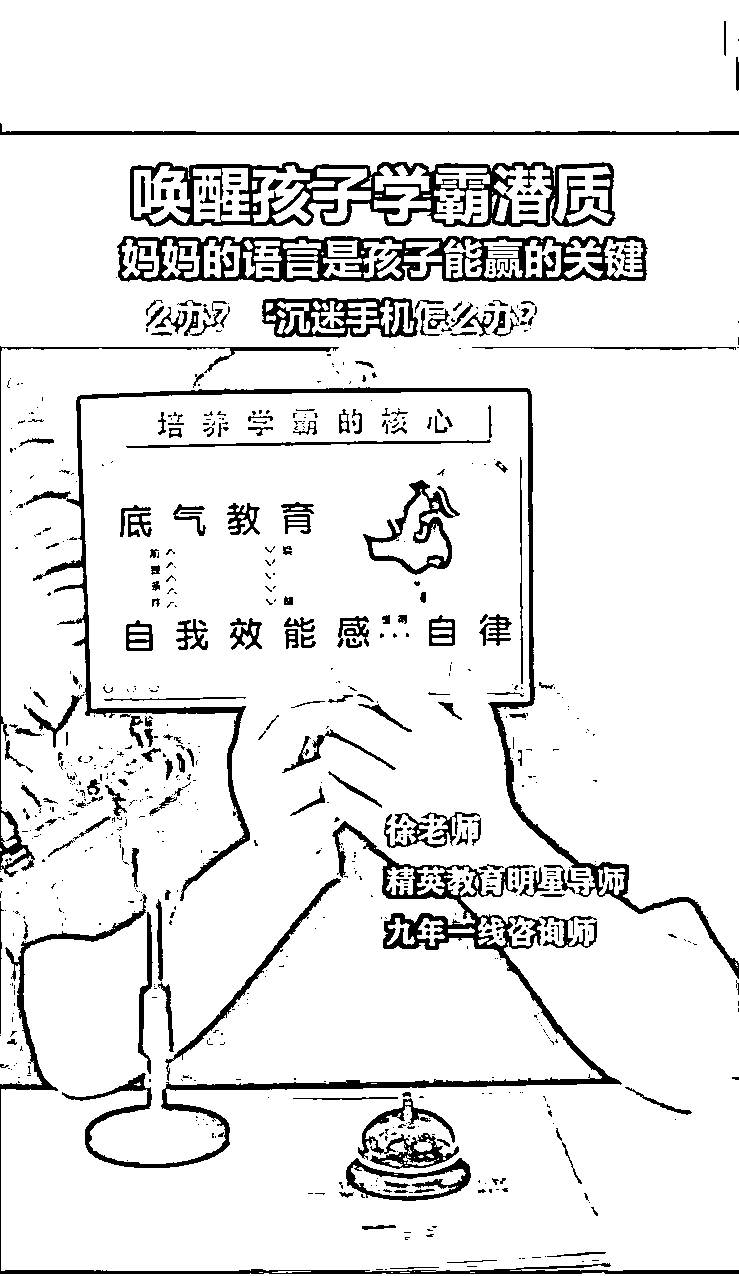 唤醒孩子学霸潜质
妈妈的语言是孩子能赢的关键
么办? 沉迷手机怎么办?
培养学霸的核心
底气教育
自我效能感 自律
徐老师
精英教育明星导师
九年一线咨询师